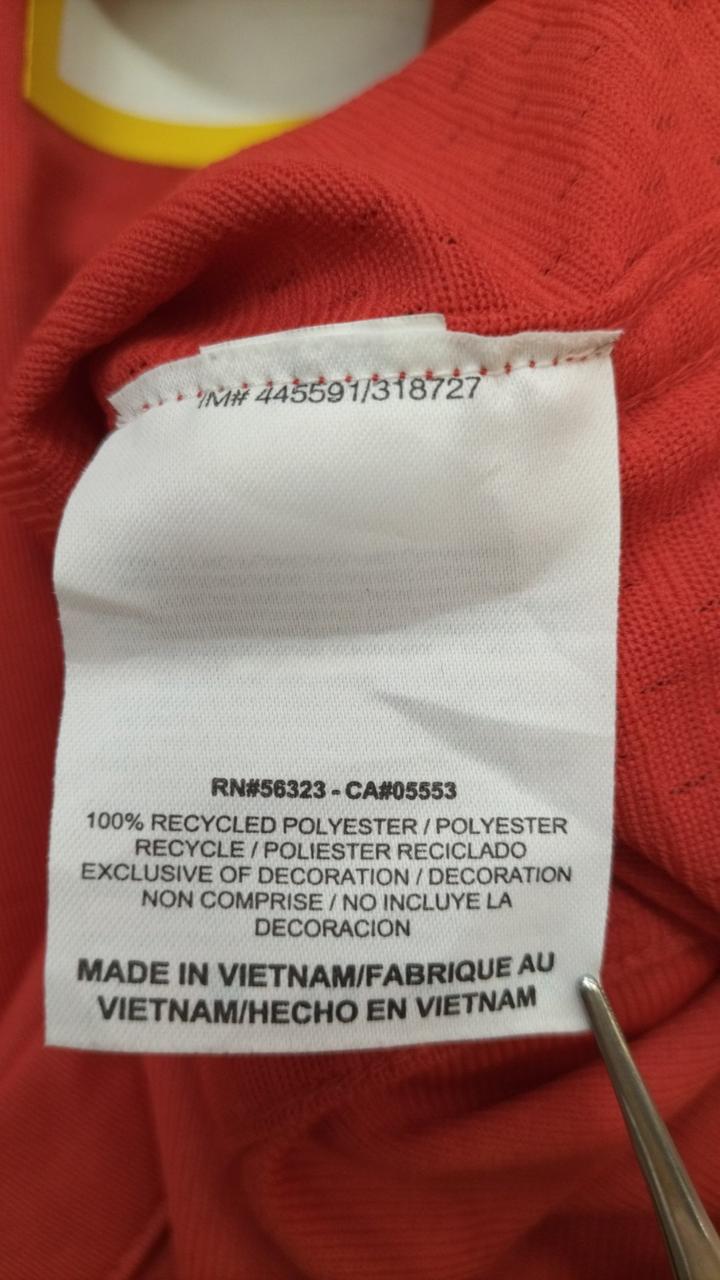 /M# 445591/318727
RN#56323 - CA#05553
100% RECYCLED POLYESTER / POLYESTER
RECYCLE / POLIESTER RECICLADO
EXCLUSIVE OF DECORATION / DECORATION
NON COMPRISE / NO INCLUYE LA
DECORACION
MADE IN VIETNAM/FABRIQUE AU
VIETNAM/HECHO EN VIETNAM